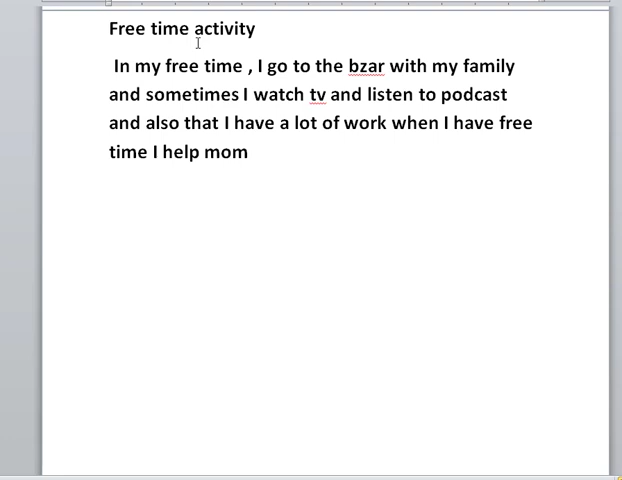 Free time activity
In my free time , I go to the bzar with my family
and sometimes I watch tv and listen to podcast
and also that I have a lot of work when I have free
time I help mom